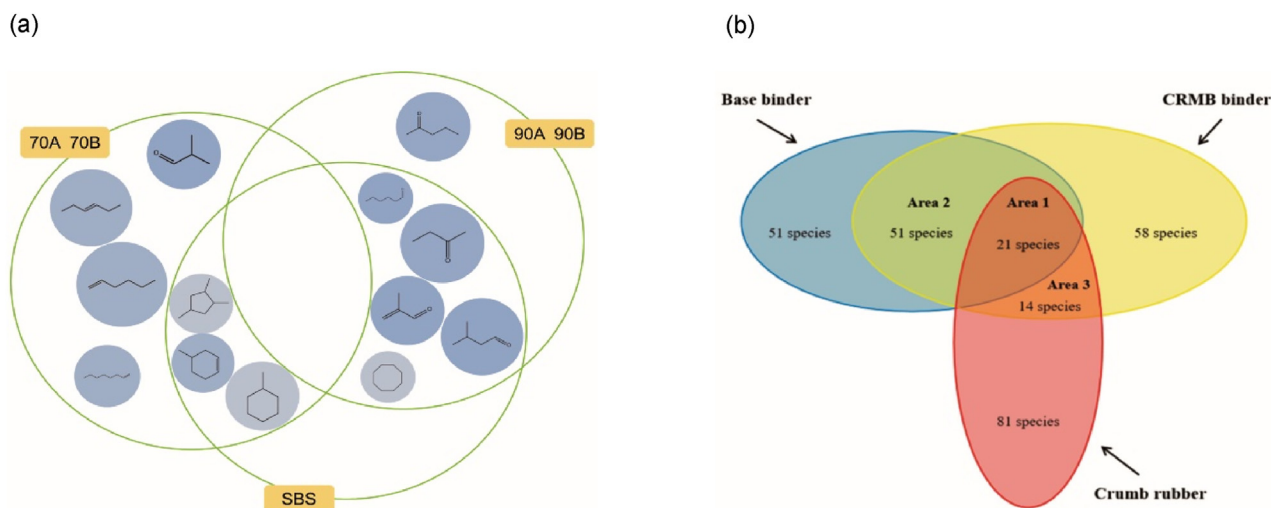 (a)
70A 70B
90A 90B
SBS
(b)
Base binder
CRMB binder
Area 2
Area 1
51 species
51 species
21 species
58 species
Area 3
14 species
81 species
Crumb rubber